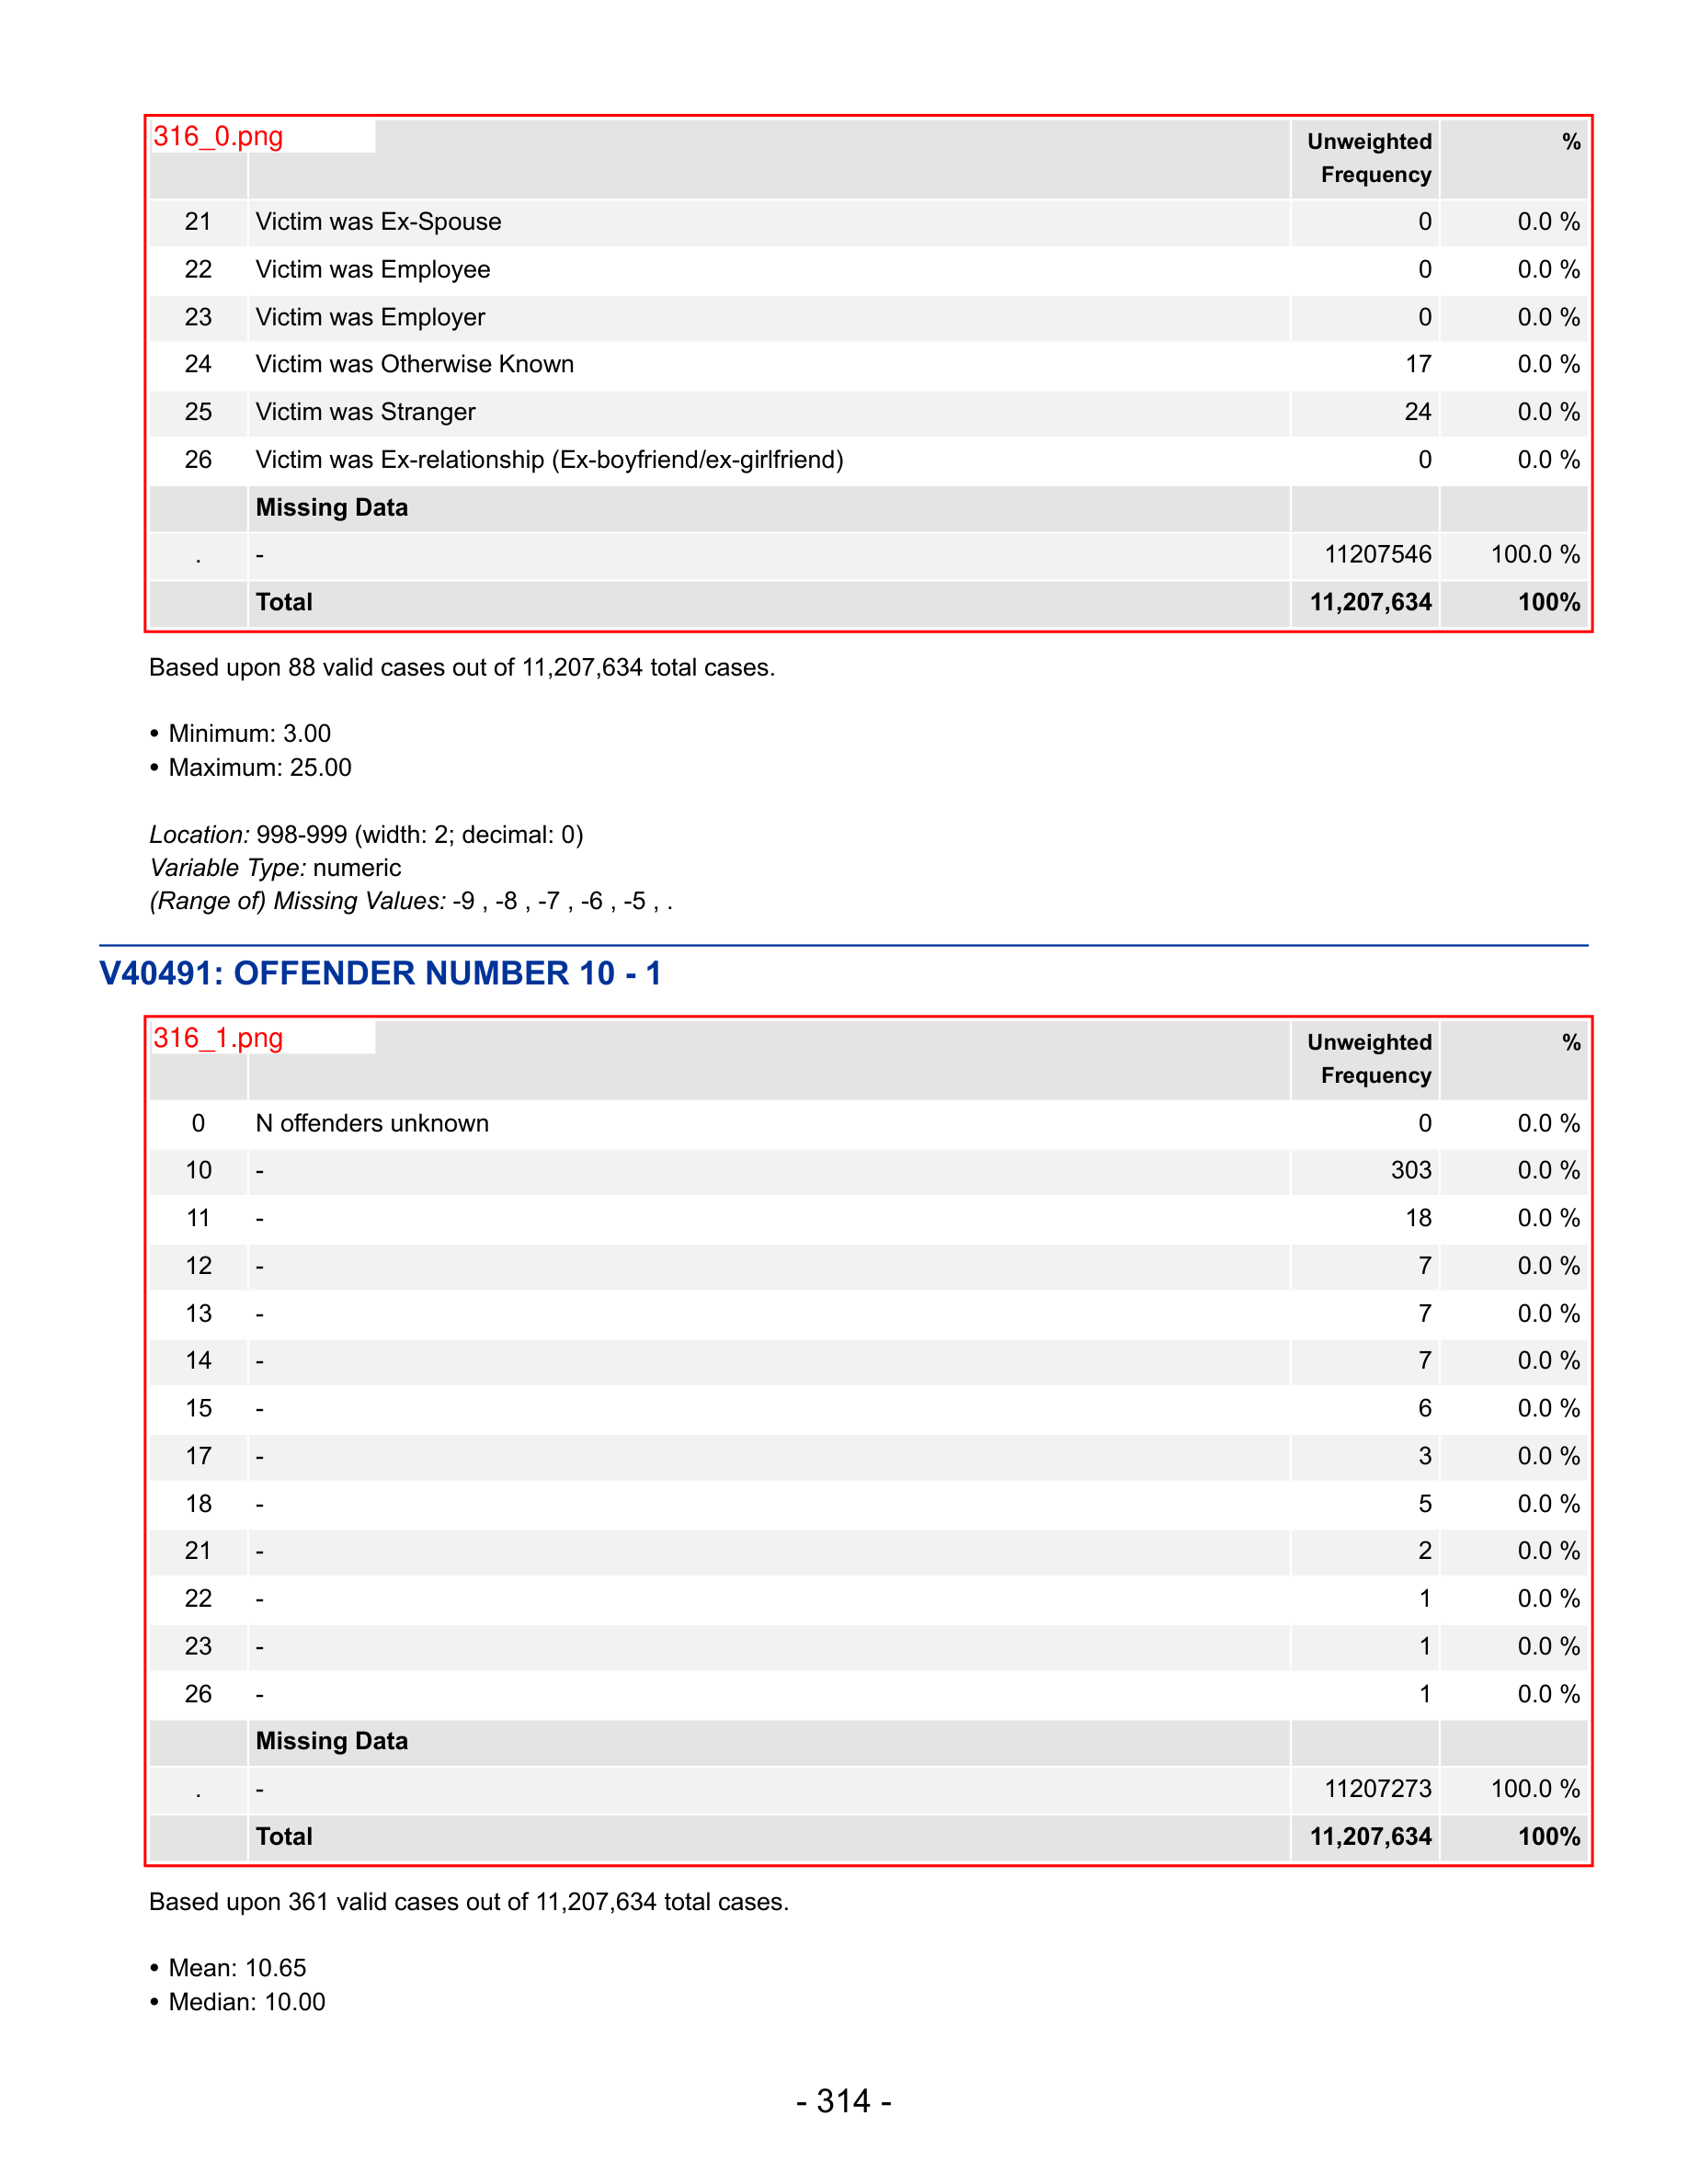 316_0.png
Unweighted Frequency %
21 Victim was Ex-Spouse 0 0.0 %
22 Victim was Employee 0 0.0 %
23 Victim was Employer 0 0.0 %
24 Victim was Otherwise Known 17 0.0 %
25 Victim was Stranger 24 0.0 %
26 Victim was Ex-relationship (Ex-boyfriend/ex-girlfriend) 0 0.0 %
Missing Data
. - 11207546 100.0 %
Total 11,207,634 100%
Based upon 88 valid cases out of 11,207,634 total cases.
• Minimum: 3.00
• Maximum: 25.00
Location: 998-999 (width: 2; decimal: 0)
Variable Type: numeric
(Range of) Missing Values: -9 , -8 , -7 , -6 , -5 , .
V40491: OFFENDER NUMBER 10 - 1
316_1.png
Unweighted Frequency %
0 N offenders unknown 0 0.0 %
10 - 303 0.0 %
11 - 18 0.0 %
12 - 7 0.0 %
13 - 7 0.0 %
14 - 7 0.0 %
15 - 6 0.0 %
17 - 3 0.0 %
18 - 5 0.0 %
21 - 2 0.0 %
22 - 1 0.0 %
23 - 1 0.0 %
26 - 1 0.0 %
Missing Data
. - 11207273 100.0 %
Total 11,207,634 100%
Based upon 361 valid cases out of 11,207,634 total cases.
• Mean: 10.65
• Median: 10.00
- 314 -